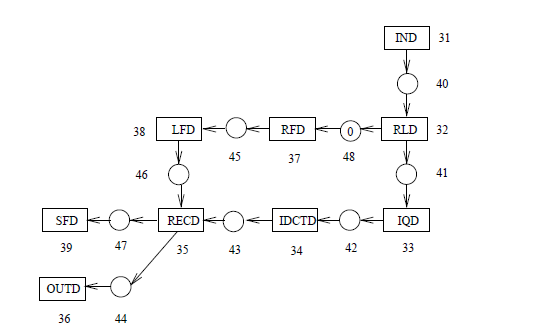 IND 31
40
38 LFD RFD 0 RLD 32
45 37 48
46 41
SFD RECD IDCTD IQD
39 47 35 43 34 42 33
OUTD
36 44